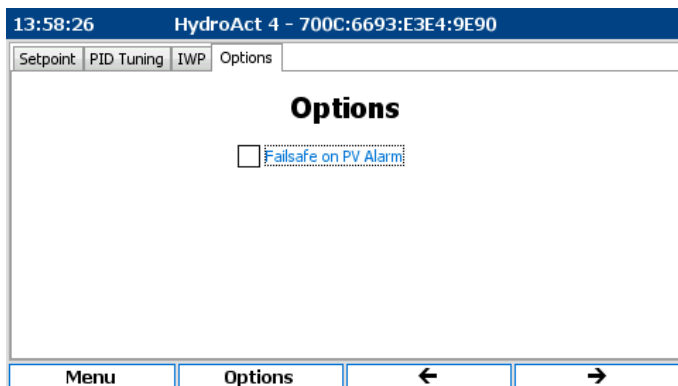 13:58:26 HydroAct 4 - 700C:6693:E3E4:9E90
Setpoint PID Tuning IWP Options
Options
Failsafe on PV Alarm
Menu Options ← →